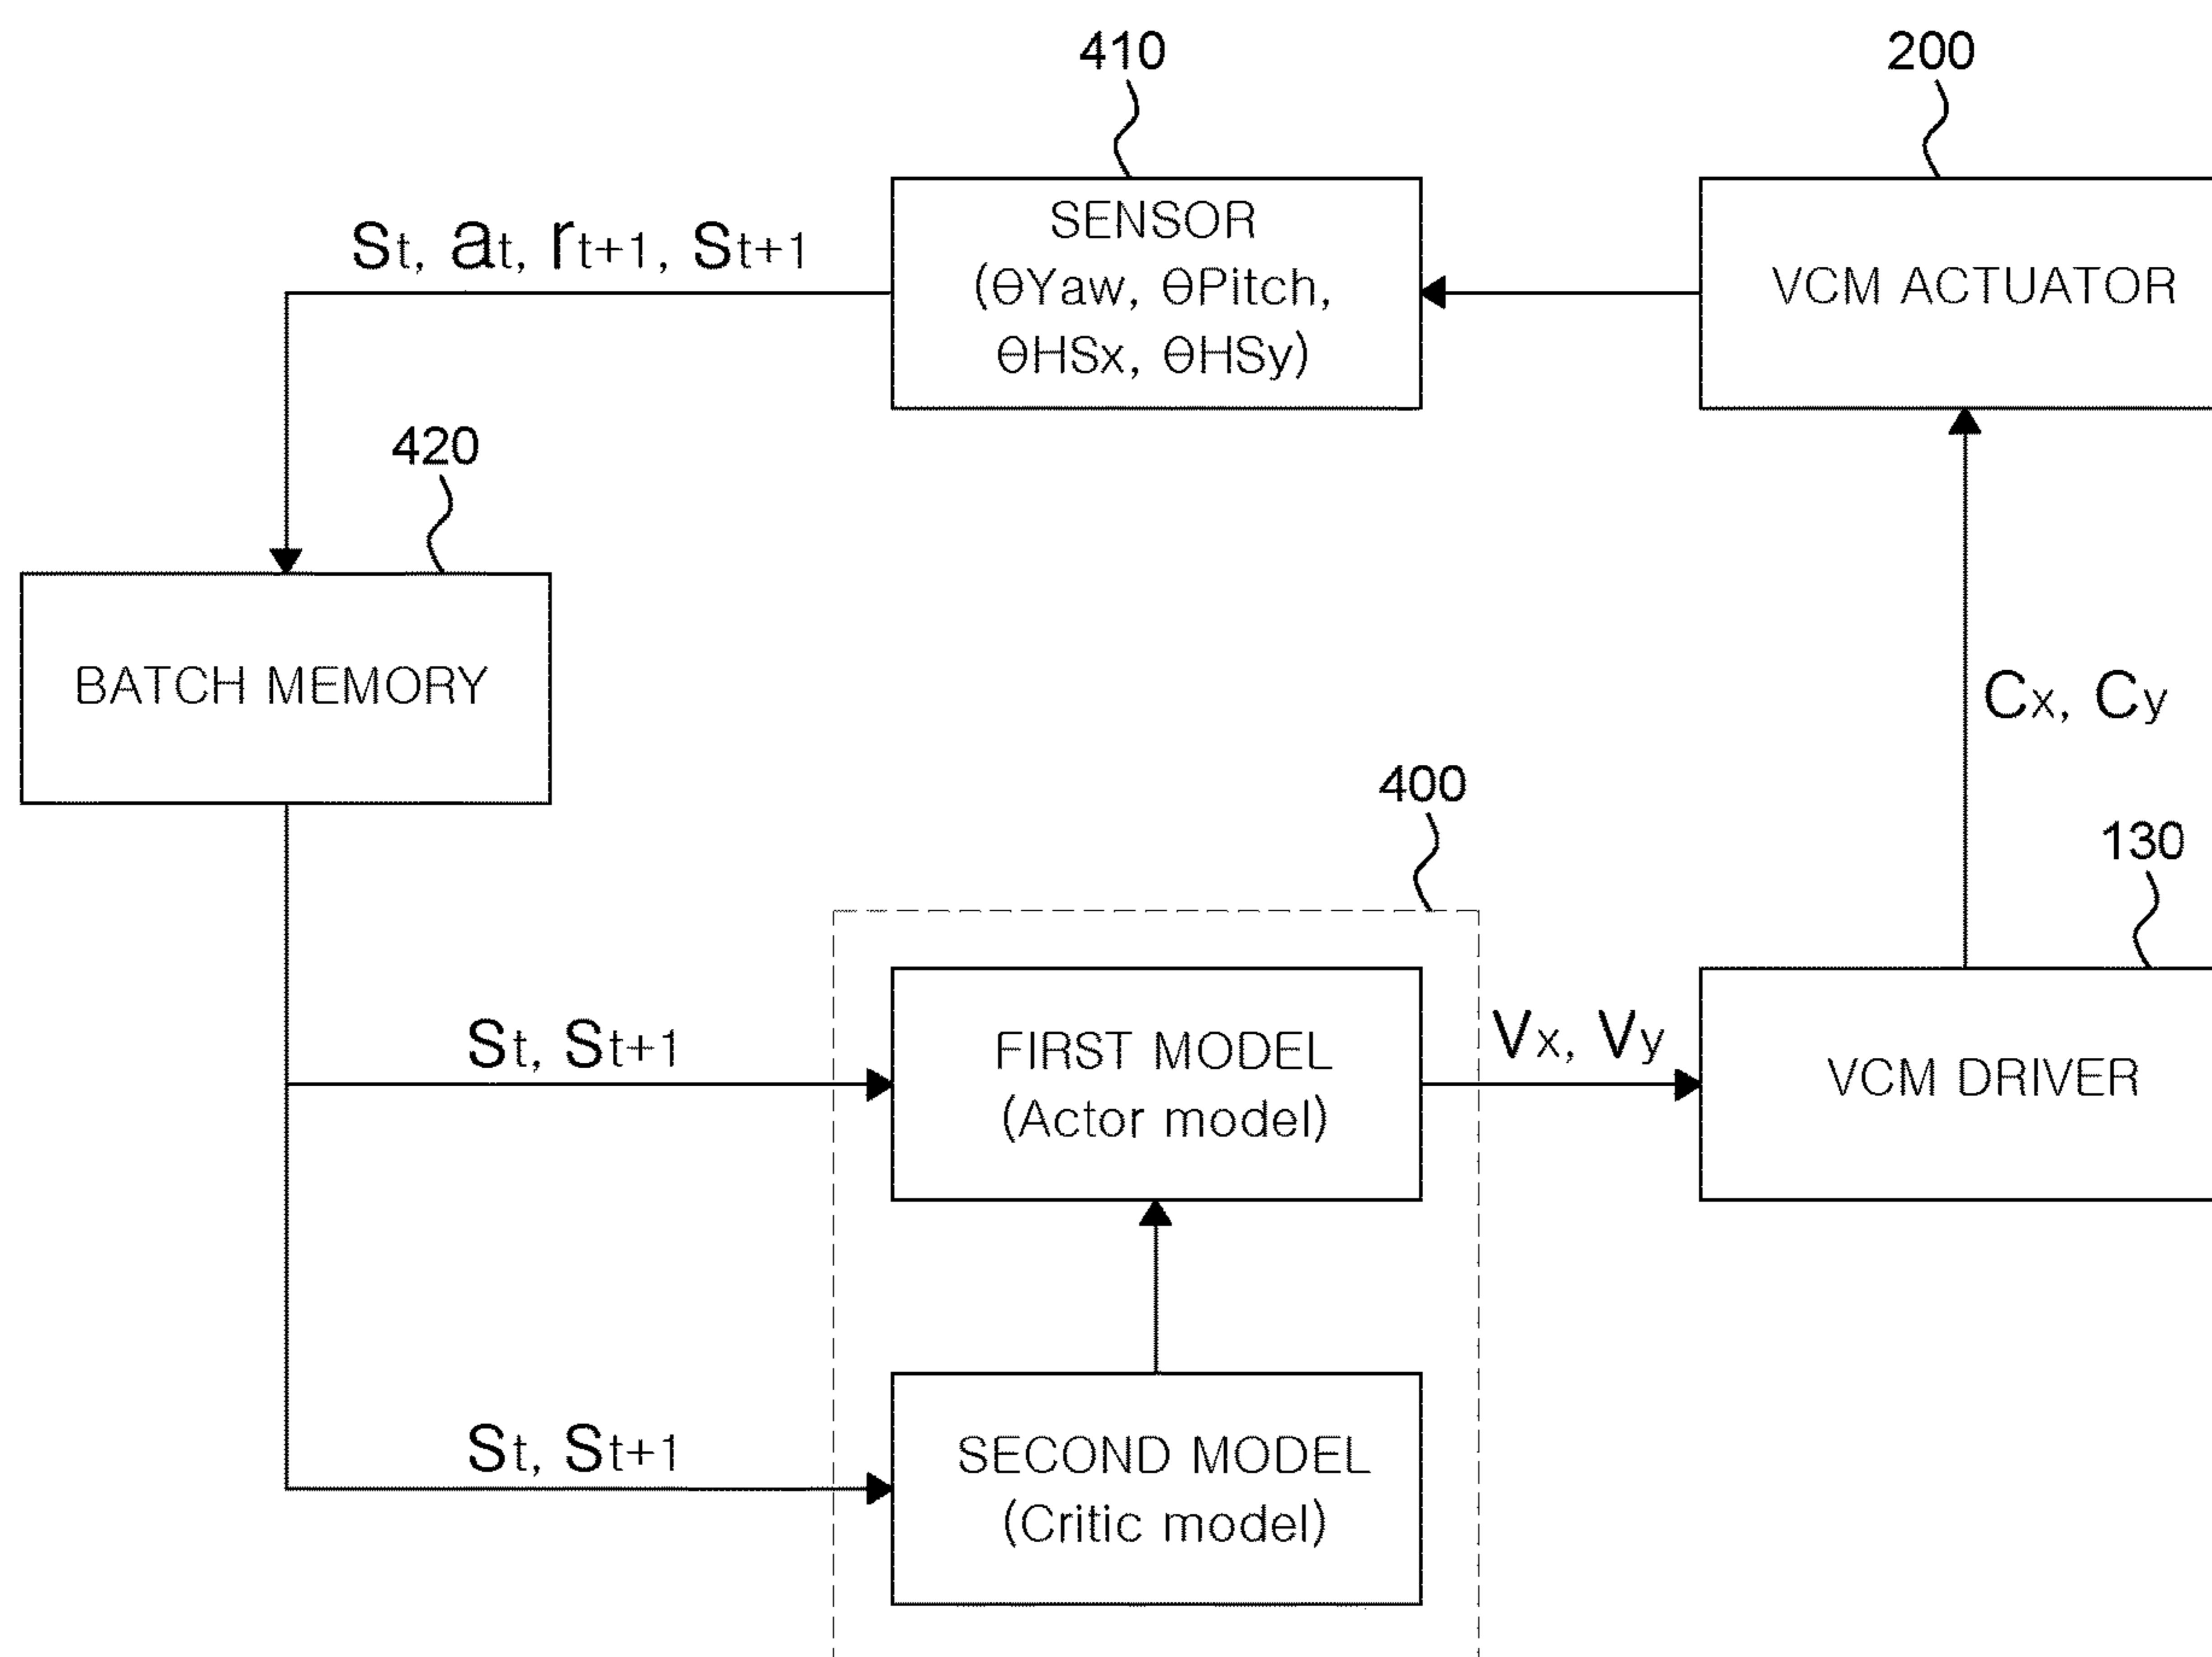 410
200
SENSOR
(θYaw, θPitch,
θHSx, θHSy)
VCM ACTUATOR
St, at, rt+1, St+1
420
BATCH MEMORY
Cx, Cy
400
130
St, St+1
FIRST MODEL
(Actor model)
Vx, Vy
VCM DRIVER
St, St+1
SECOND MODEL
(Critic model)